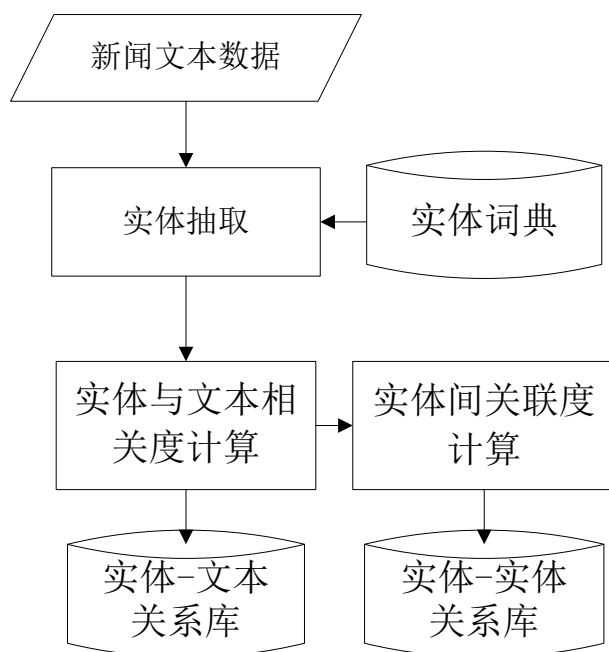 新闻文本数据
实体抽取
实体词典
实体与文本相
关度计算
实体间关联度
计算
实体-文本
关系库
实体-实体
关系库